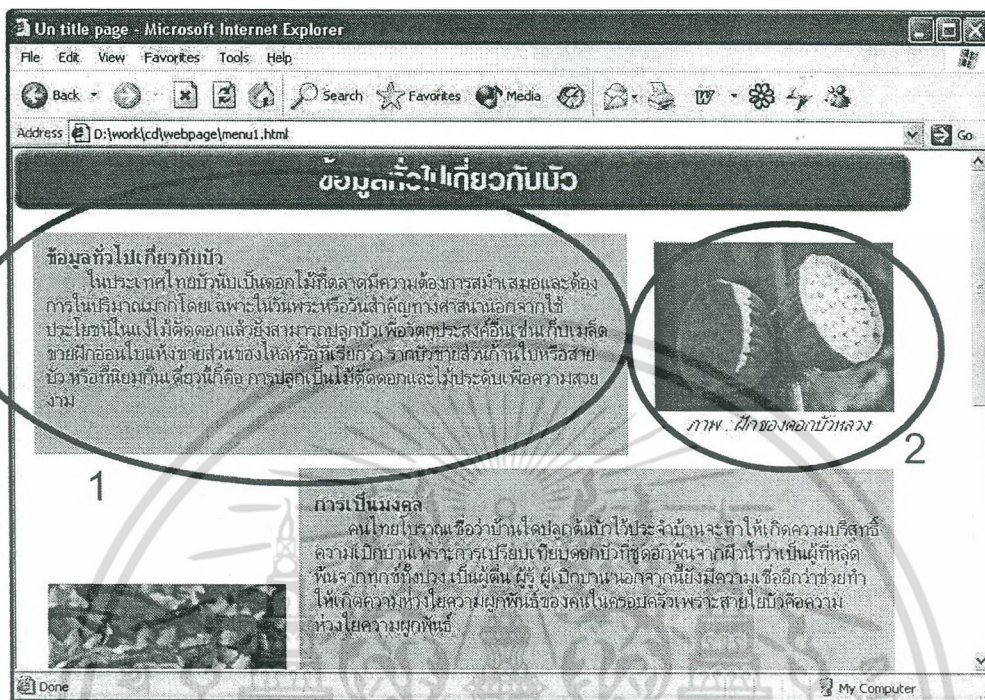 Un title page - Microsoft Internet Explorer
File Edit View Favorites Tools Help
Back Search Favorites Media
Address D:\work\cd\webpage\menu1.html Go
ข้อมูลทั่วไปเกี่ยวกับบัว
ข้อมูลทั่วไปเกี่ยวกับบัว
ในประเทศไทยบัวนับเป็นดอกไม้ที่ตลาดมีความต้องการสม่ำเสมอและต้อง
การในปริมาณมากโดยเฉพาะในวันพระหรือวันสำคัญทางศาสนานอกจากใช้
ประโยชน์ในแง่ไม้ตัดดอกแล้วยังสามารถปลูกบัวเพื่อวัตถุประสงค์อื่นเช่นเก็บเมล็ด
ขายฝักอ่อนใบแห้งขายส่วนของไหลหรือที่เรียกว่า รากบัวขายส่วนก้านใบหรือสาย
บัว หรือที่นิยมกันเดี๋ยวนี้ก็คือ การปลูกเป็นไม้ตัดดอกและไม้ประดับเพื่อความสวย
งาม
ภาพ : ฝักของดอกบัวหลวง
1
2
การเป็นมงคล
คนไทยโบราณเชื่อว่าบ้านใดปลูกต้นบัวไว้ประจำบ้านจะทำให้เกิดความบริสุทธิ์
ความเบิกบานเพราะการเปรียบเทียบดอกบัวที่ชูดอกพ้นจากผิวน้ำว่าเป็นผู้ที่หลุด
พ้นจากทุกข์ทั้งปวง เป็นผู้ตื่น ผู้รู้ ผู้เบิกบานนอกจากนี้ยังมีความเชื่ออีกว่าช่วยทำ
ให้เกิดความห่วงใยความผูกพันธ์ของคนในครอบครัวเพราะสายใยบัวคือความ
ห่วงใยความผูกพันธ์
Done My Computer